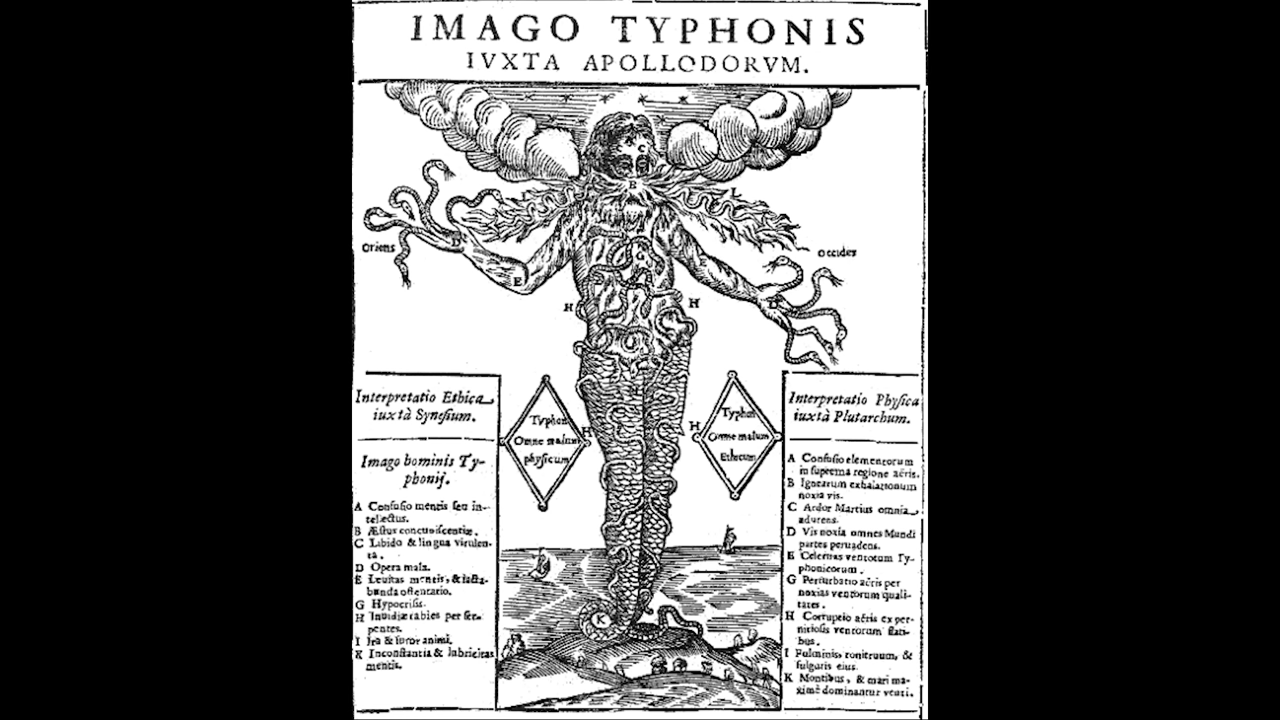 IMAGO TYPHONIS
IVXTA APOLLODORVM.
Oriens
Occides
A
C
B
I
L
D
E
E
D
G
H
H
H
H
K
Interpretatio Ethica
iuxtà Synesium.
Imago hominis Ty-
phonij.
A Confusio mentis seu in-
tellectus.
B Æstus concupiscentiæ.
C Libido & lingua virulen-
ta.
D Opera mala.
E Levitas mentis, & iacta-
bunda ostentatio.
G Hypocrisis.
H Invidiæ rabies per ser-
pentes.
I Ira & furor animi.
K Inconstantia & lubricitas
mentis.
Typhon
Omne malum
physicum
Typhon
Omne malum
Ethicum
Interpretatio Physica
iuxtà Plutarchum.
A Confusio elementorum
in suprema regione aëris.
B Ignearum exhalationum
noxia vis.
C Ardor Martius omnia
adurens.
D Vis noxia omnes Mundi
partes pervadens.
E Celeritas ventorum Ty-
phonicorum.
G Perturbatio aëris per
noxias ventorum quali-
tates.
H Corruptio aëris ex per-
nitiosis ventorum flati-
bus.
I Fulminis, tonitruum, &
fulguris eius.
K Montibus, & mari ma-
ximè dominantur venti.